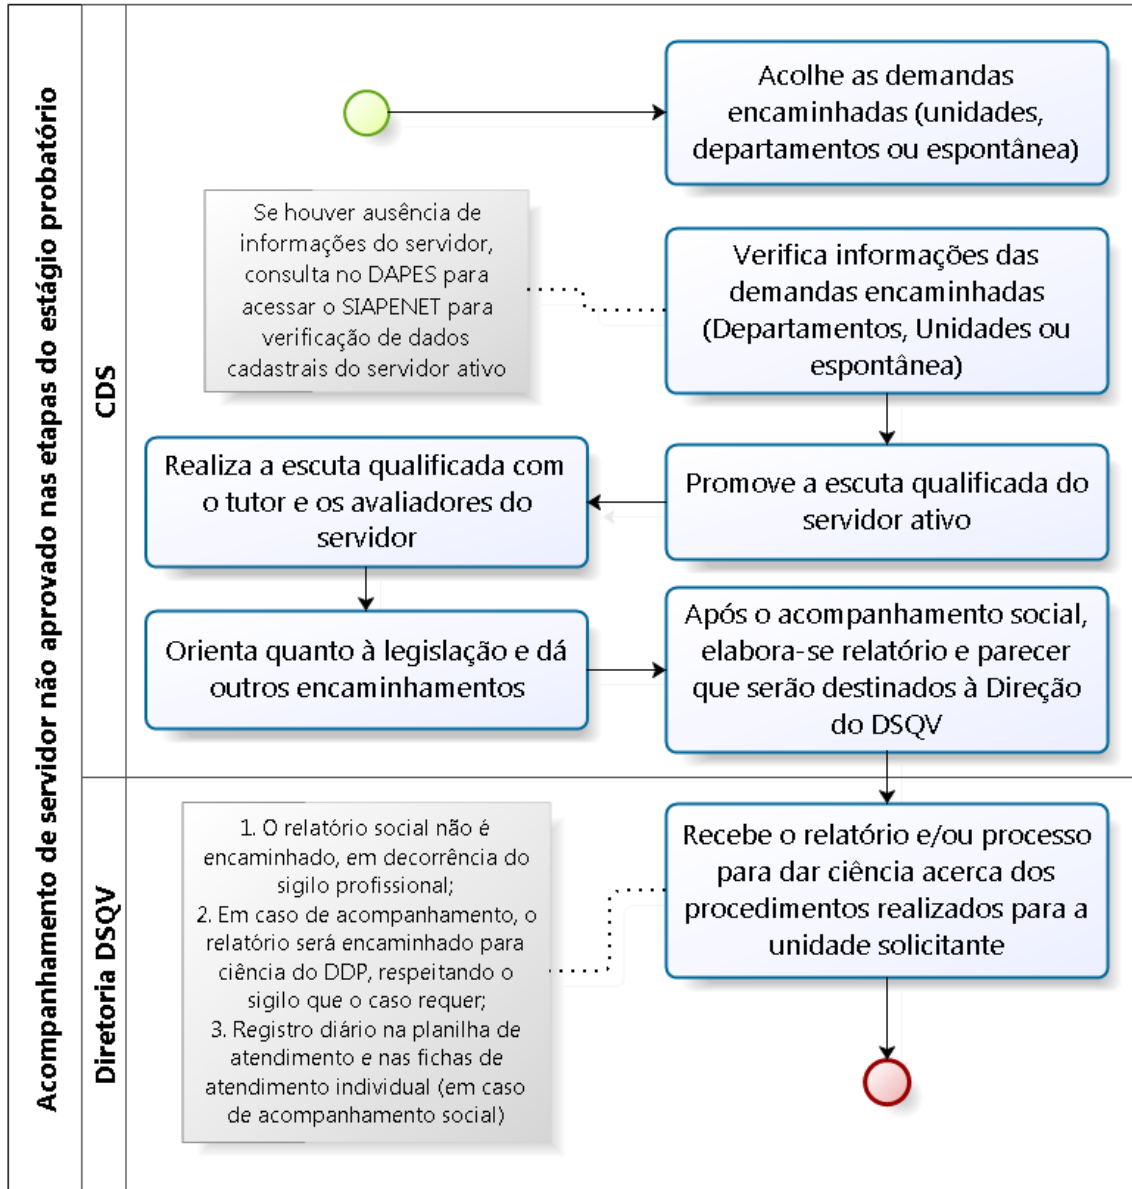 Acompanhamento de servidor não aprovado nas etapas do estágio probatório
CDS
Acolhe as demandas
encaminhadas (unidades,
departamentos ou espontânea)
Se houver ausência de
informações do servidor,
consulta no DAPES para
acessar o SIAPENET para
verificação de dados
cadastrais do servidor ativo
Verifica informações das
demandas encaminhadas
(Departamentos, Unidades ou
espontânea)
Promove a escuta qualificada do
servidor ativo
Realiza a escuta qualificada com
o tutor e os avaliadores do
servidor
Orienta quanto à legislação e dá
outros encaminhamentos
Após o acompanhamento social,
elabora-se relatório e parecer
que serão destinados à Direção
do DSQV
Diretoria DSQV
Recebe o relatório e/ou processo
para dar ciência acerca dos
procedimentos realizados para a
unidade solicitante
1. O relatório social não é
encaminhado, em decorrência do
sigilo profissional;
2. Em caso de acompanhamento, o
relatório será encaminhado para
ciência do DDP, respeitando o
sigilo que o caso requer;
3. Registro diário na planilha de
atendimento e nas fichas de
atendimento individual (em caso
de acompanhamento social)